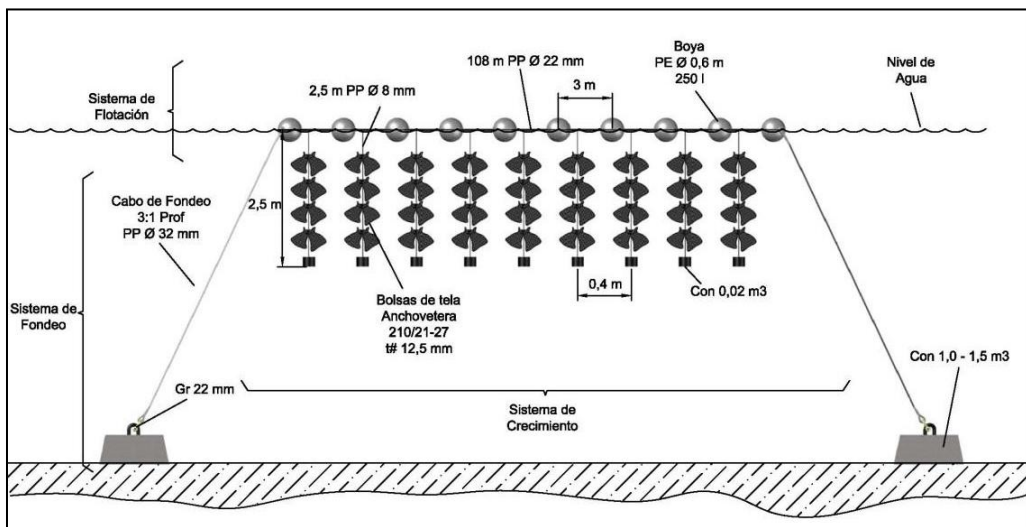 Sistema de
Flotación
2,5 m PP Ø 8 mm
108 m PP Ø 22 mm
3 m
Boya
PE Ø 0,6 m
250 l
Nivel de
Agua
Cabo de Fondeo
3:1 Prof
PP Ø 32 mm
2,5 m
0,4 m
Con 0,02 m3
Bolsas de tela
Anchovetera
210/21-27
t# 12,5 mm
Sistema de
Fondeo
Gr 22 mm
Sistema de
Crecimiento
Con 1,0 - 1,5 m3